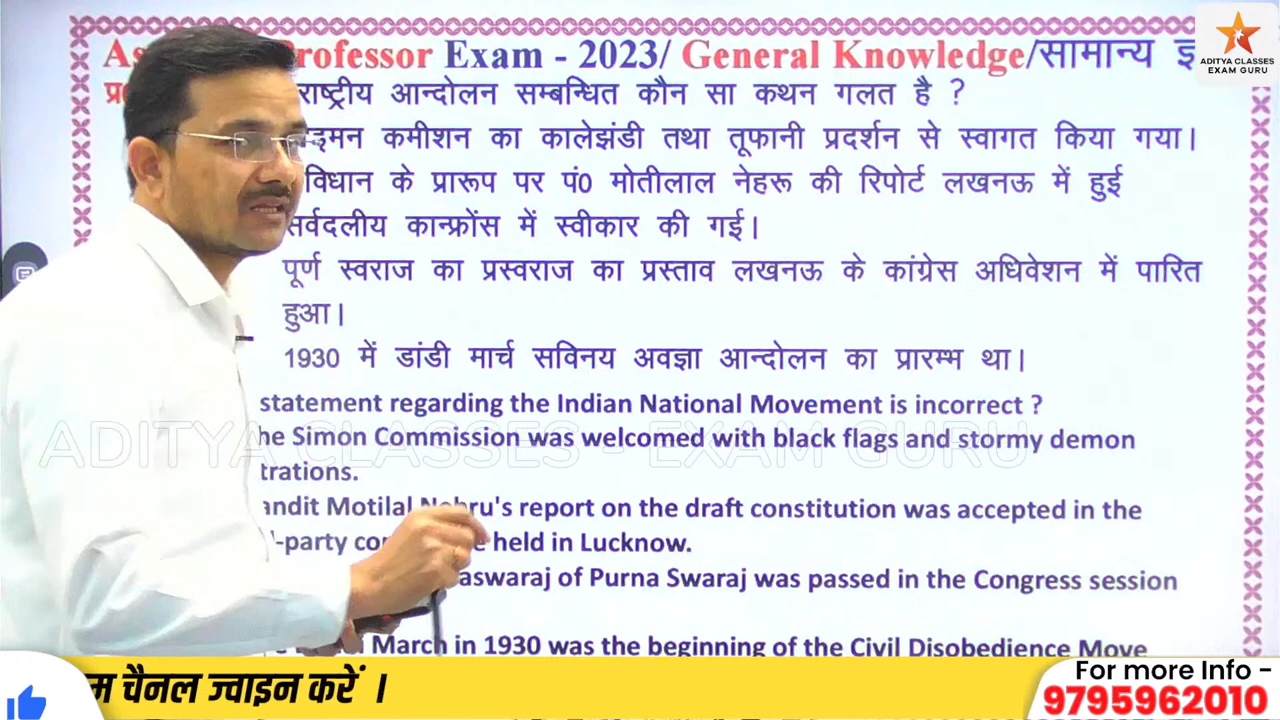 Professor Exam - 2023/ General Knowledge/सामान्य
ADITYA CLASSES
EXAM GURU
राष्ट्रीय आन्दोलन सम्बन्धित कौन सा कथन गलत है ?
कमीशन का कालेझंडी तथा तूफानी प्रदर्शन से स्वागत किया गया।
के प्रारूप पर पं0 मोतीलाल नेहरू की रिपोर्ट लखनऊ में हुई
सर्वदलीय कान्फ्रोंस में स्वीकार की गई।
पूर्ण स्वराज का प्रस्वराज का प्रस्ताव लखनऊ के कांग्रेस अधिवेशन में पारित
हुआ।
1930 में डांडी मार्च सविनय अवज्ञा आन्दोलन का प्रारम्भ था।
statement regarding the Indian National Movement is incorrect ?
Simon Commission was welcomed with black flags and stormy demon
trations.
ADITYA CLASSES - EXAM GURU
Motilal Nehru's report on the draft constitution was accepted in the
held in Lucknow.
of Purna Swaraj was passed in the Congress session
March in 1930 was the beginning of the Civil Disobedience Move
चैनल ज्वाइन करें ।
For more Info -
9795962010